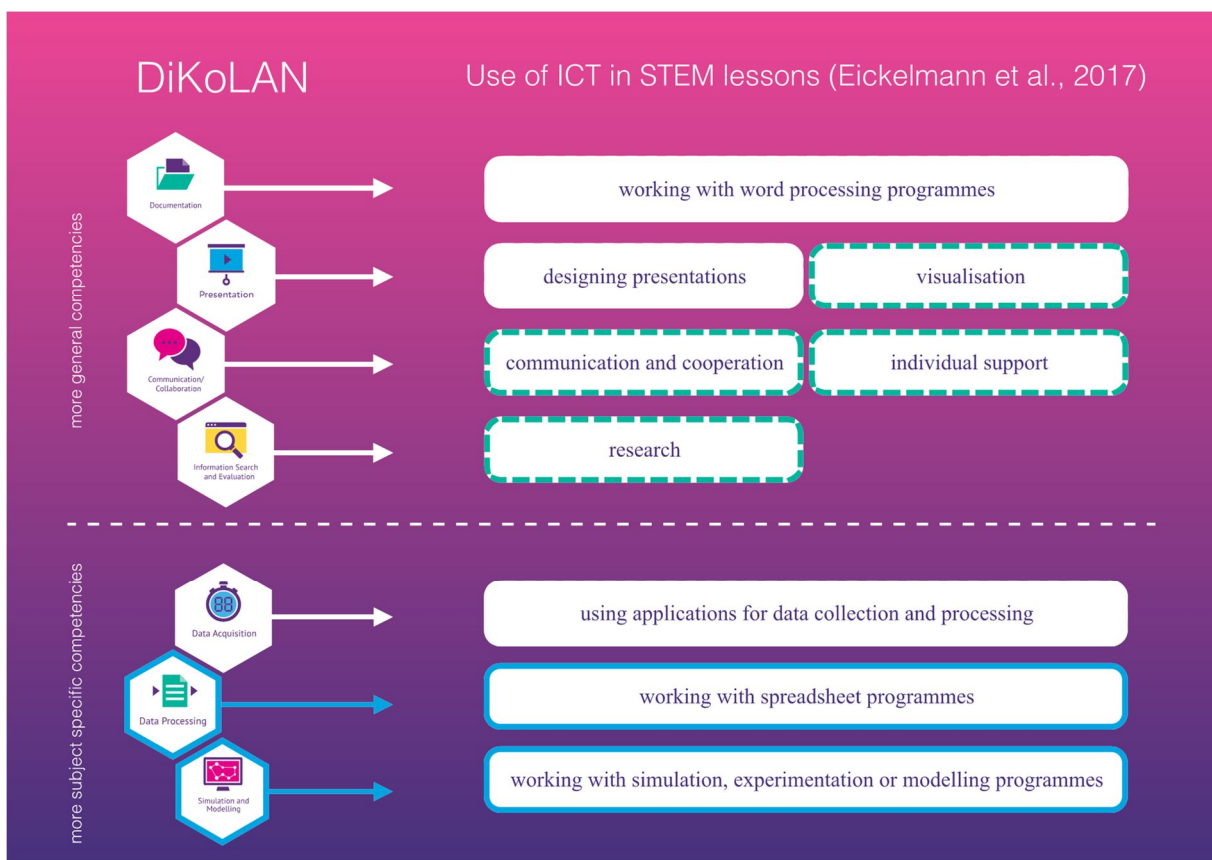 DiKoLAN
Use of ICT in STEM lessons (Eickelmann et al., 2017)
more general competencies
Documentation
working with word processing programmes
Presentation
designing presentations
visualisation
Communication/
Collaboration
communication and cooperation
individual support
Information Search
and Evaluation
research
more subject specific competencies
88
Data Acquisition
using applications for data collection and processing
Data Processing
working with spreadsheet programmes
Simulation and
Modelling
working with simulation, experimentation or modelling programmes